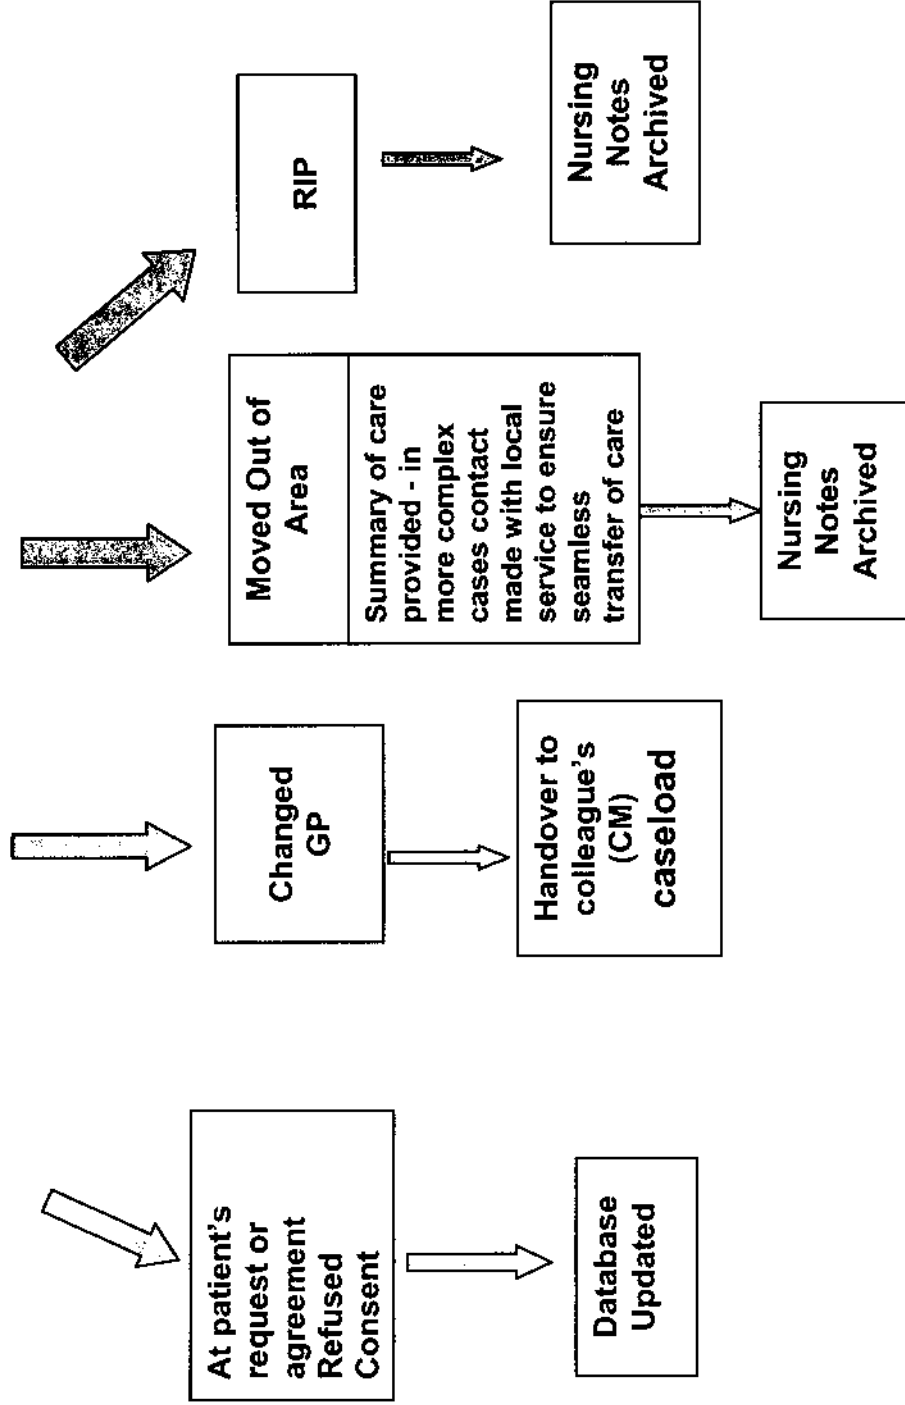 At patient's
request or
agreement
Refused
Consent
Database
Updated
Changed
GP
Handover to
colleague's
(CM)
caseload
Moved Out of
Area
Summary of care
provided - in
more complex
cases contact
made with local
service to ensure
seamless
transfer of care
Nursing
Notes
Archived
RIP
Nursing
Notes
Archived